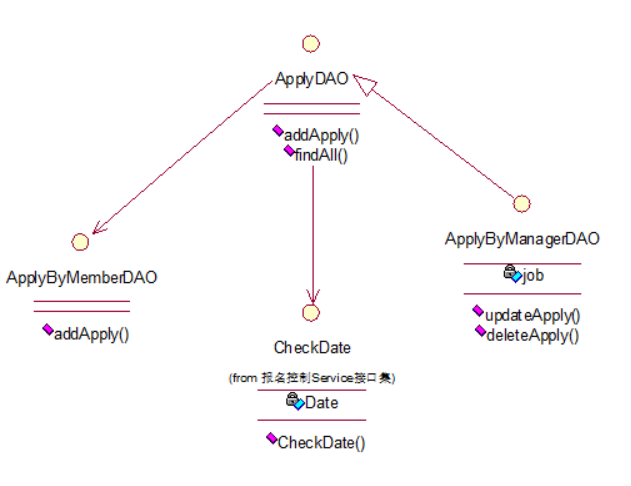 ApplyDAO
addApply()
findAll()
ApplyByMemberDAO
addApply()
CheckDate
(from 报名控制Service接口集)
Date
CheckDate()
ApplyByManagerDAO
job
updateApply()
deleteApply()